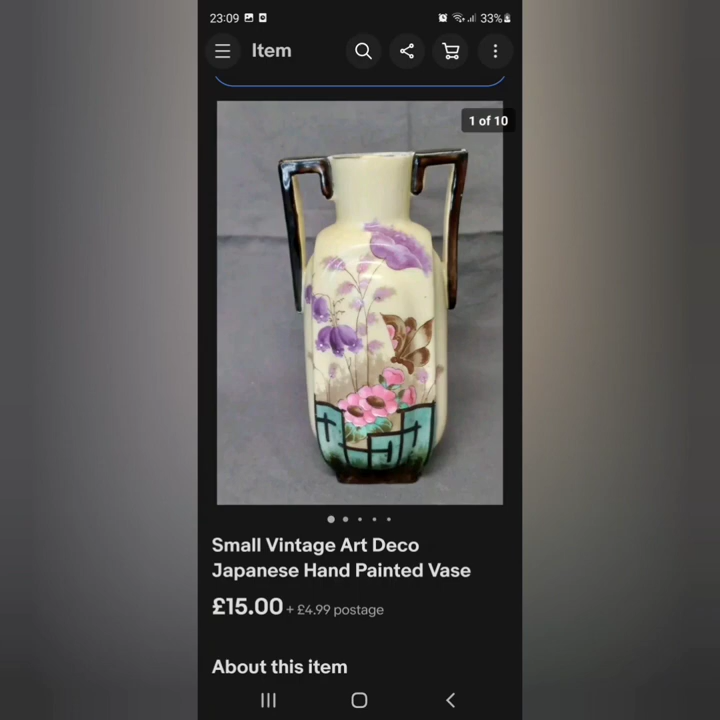 23:09 33%
Item
1 of 10
Small Vintage Art Deco
Japanese Hand Painted Vase
£15.00 + £4.99 postage
About this item